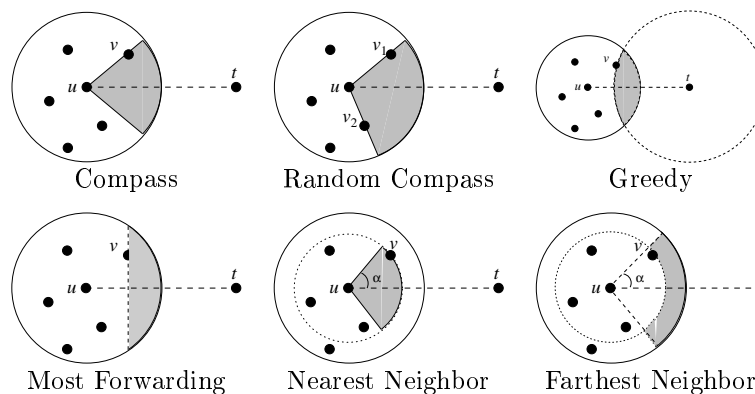 v
u
t
Compass
v1
u
v2
t
Random Compass
v
u
t
Greedy
v
u
t
Most Forwarding
v
α
u
t
Nearest Neighbor
v
α
u
Farthest Neighbor